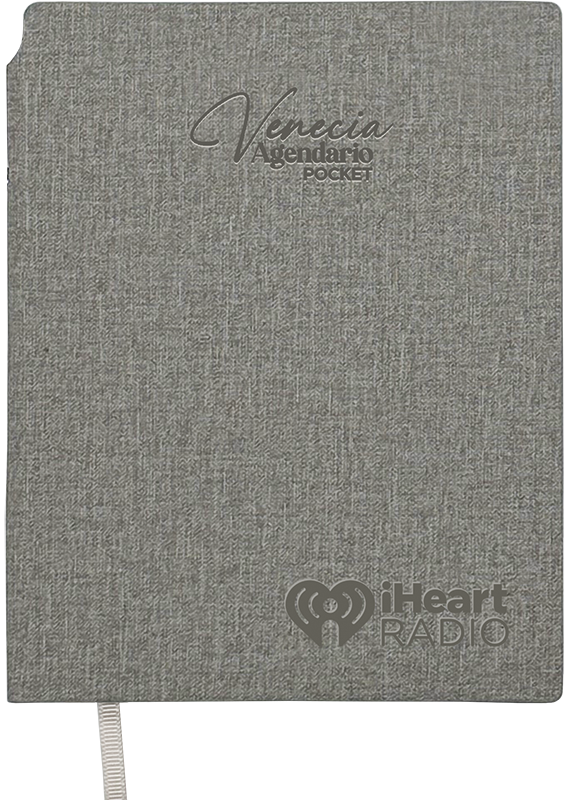 Venecia
Agendario
POCKET
iHeart
RADIO